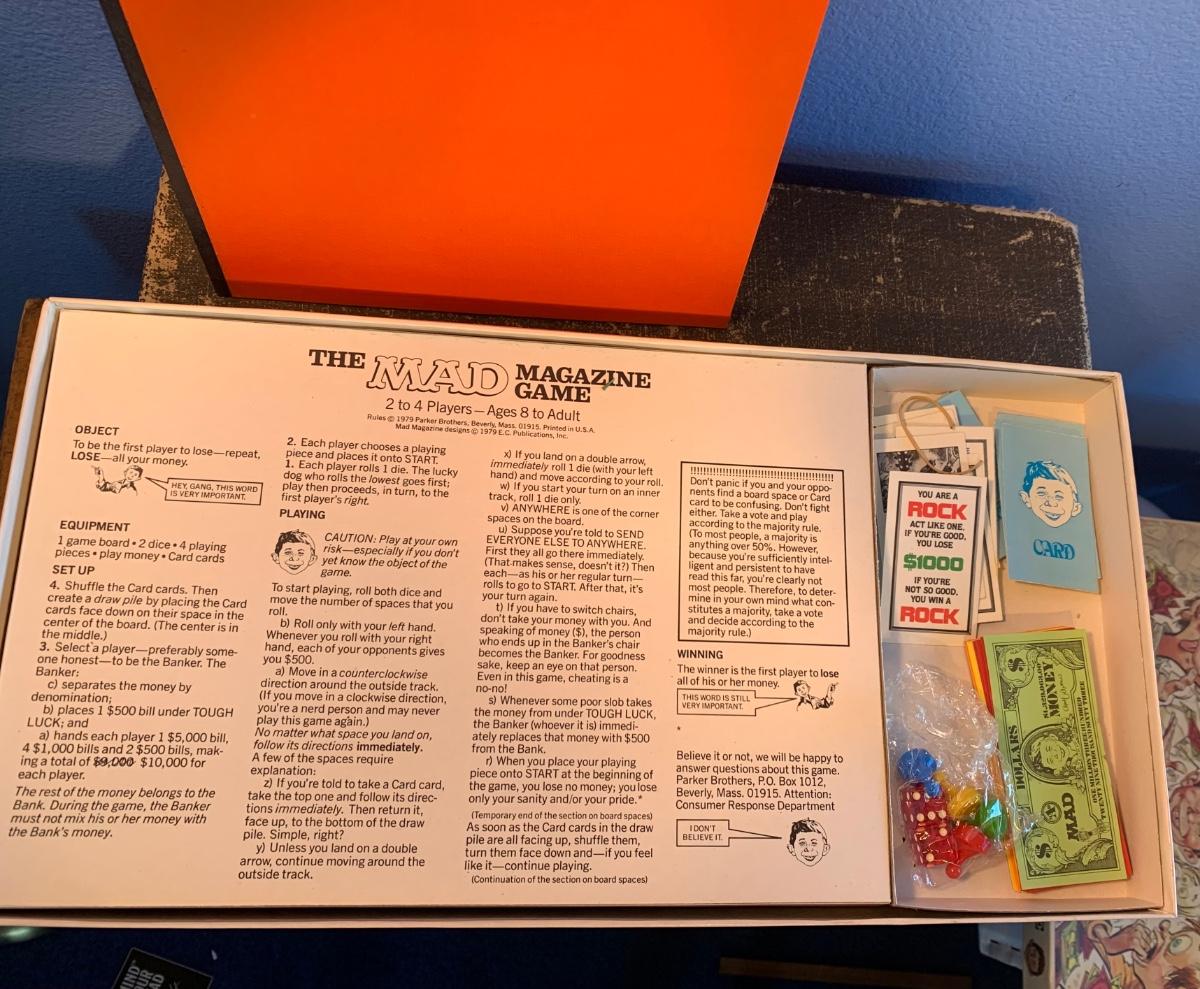 THE MAD MAGAZINE
GAME
2 to 4 Players—Ages 8 to Adult
Rules © 1979 Parker Brothers, Beverly, Mass. 01915. Printed in U.S.A.
Mad Magazine designs © 1979 E.C. Publications, Inc.
OBJECT
To be the first player to lose—repeat,
LOSE—all your money.
HEY, GANG, THIS WORD
IS VERY IMPORTANT.
EQUIPMENT
1 game board • 2 dice • 4 playing
pieces • play money • Card cards
SET UP
4. Shuffle the Card cards. Then
create a draw pile by placing the Card
cards face down on their space in the
center of the board. (The center is in
the middle.)
3. Select a player—preferably some-
one honest—to be the Banker. The
Banker:
c) separates the money by
denomination;
b) places 1 $500 bill under TOUGH
LUCK; and
a) hands each player 1 $5,000 bill,
4 $1,000 bills and 2 $500 bills, mak-
ing a total of $9,000 $10,000 for
each player.
The rest of the money belongs to the
Bank. During the game, the Banker
must not mix his or her money with
the Bank's money.
2. Each player chooses a playing
piece and places it onto START.
1. Each player rolls 1 die. The lucky
dog who rolls the lowest goes first;
play then proceeds, in turn, to the
first player's right.
PLAYING
CAUTION: Play at your own
risk—especially if you don't
yet know the object of the
game.
To start playing, roll both dice and
move the number of spaces that you
roll.
b) Roll only with your left hand.
Whenever you roll with your right
hand, each of your opponents gives
you $500.
a) Move in a counterclockwise
direction around the outside track.
(If you move in a clockwise direction,
you're a nerd person and may never
play this game again.)
No matter what space you land on,
follow its directions immediately.
A few of the spaces require
explanation:
z) If you're told to take a Card card,
take the top one and follow its direc-
tions immediately. Then return it,
face up, to the bottom of the draw
pile. Simple, right?
y) Unless you land on a double
arrow, continue moving around the
outside track.
x) If you land on a double arrow,
immediately roll 1 die (with your left
hand) and move according to your roll.
w) If you start your turn on an inner
track, roll 1 die only.
v) ANYWHERE is one of the corner
spaces on the board.
u) Suppose you're told to SEND
EVERYONE ELSE TO ANYWHERE.
First they all go there immediately.
(That makes sense, doesn't it?) Then
each—as his or her regular turn—
rolls to go to START. After that, it's
your turn again.
t) If you have to switch chairs,
don't take your money with you. And
speaking of money ($), the person
who ends up in the Banker's chair
becomes the Banker. For goodness
sake, keep an eye on that person.
Even in this game, cheating is a
no-no!
s) Whenever some poor slob takes
the money from under TOUGH LUCK,
the Banker (whoever it is) immedi-
ately replaces that money with $500
from the Bank.
r) When you place your playing
piece onto START at the beginning of
the game, you lose no money; you lose
only your sanity and/or your pride.*
(Temporary end of the section on board spaces)
As soon as the Card cards in the draw
pile are all facing up, shuffle them,
turn them face down and—if you feel
like it—continue playing.
(Continuation of the section on board spaces)
!!!!!!!!!!!!!!!!!!!!!!!!!!!!!!!!!!!!
Don't panic if you and your oppo-
nents find a board space or Card
card to be confusing. Don't fight
either. Take a vote and play
according to the majority rule.
(To most people, a majority is
anything over 50%. However,
because you're sufficiently intel-
ligent and persistent to have
read this far, you're clearly not
most people. Therefore, to deter-
mine in your own mind what con-
stitutes a majority, take a vote
and decide according to the
majority rule.)
WINNING
The winner is the first player to lose
all of his or her money.
THIS WORD IS STILL
VERY IMPORTANT.
*
Believe it or not, we will be happy to
answer questions about this game.
Parker Brothers, P.O. Box 1012,
Beverly, Mass. 01915. Attention:
Consumer Response Department
I DON'T
BELIEVE IT.
YOU ARE A
ROCK
ACT LIKE ONE.
IF YOU'RE GOOD,
YOU LOSE
$1000
IF YOU'RE
NOT SO GOOD,
YOU WIN A
ROCK
CARD
DOLLARS
MAD
MONEY